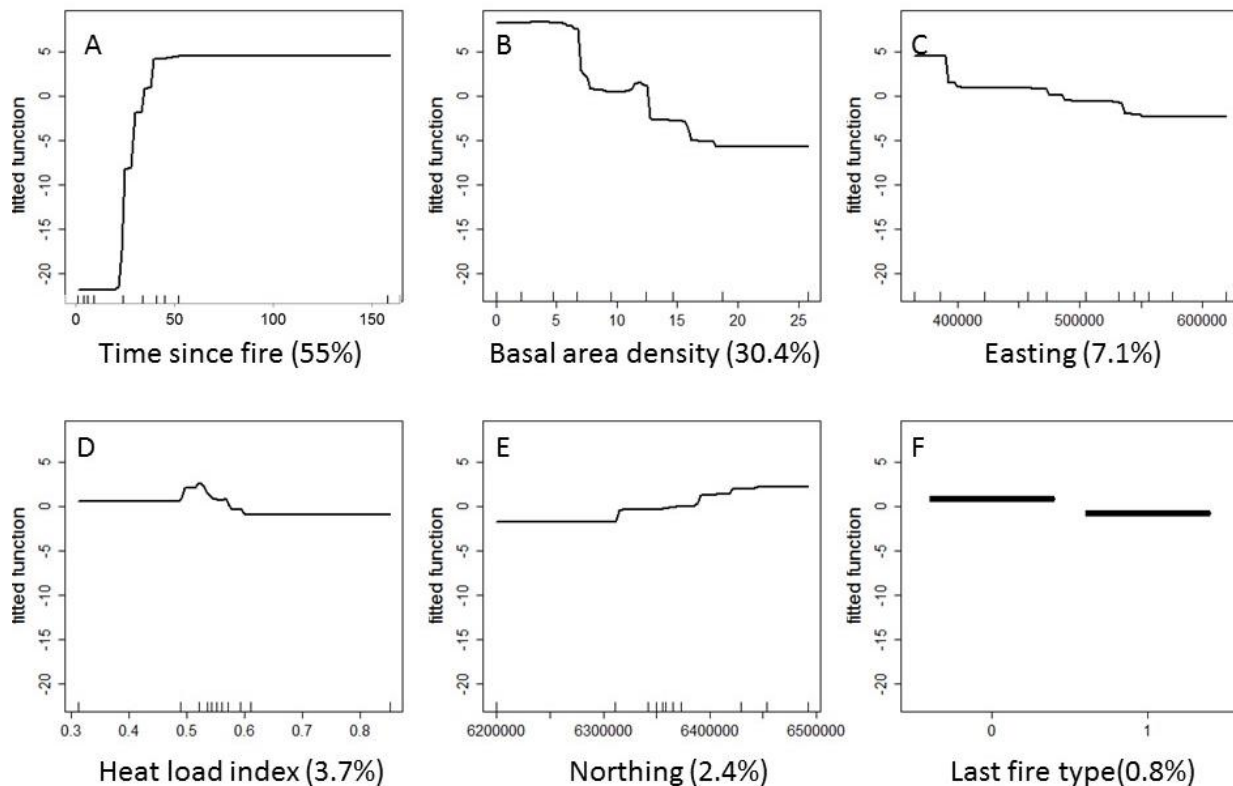 A
fitted function
5
0
-5
-10
-15
-20
0 50 100 150
Time since fire (55%)
B
fitted function
5
0
-5
-10
-15
-20
0 5 10 15 20 25
Basal area density (30.4%)
C
fitted function
5
0
-5
-10
-15
-20
400000 500000 600000
Easting (7.1%)
D
fitted function
5
0
-5
-10
-15
-20
0.3 0.4 0.5 0.6 0.7 0.8
Heat load index (3.7%)
E
fitted function
5
0
-5
-10
-15
-20
6200000 6300000 6400000 6500000
Northing (2.4%)
F
fitted function
5
0
-5
-10
-15
-20
0 1
Last fire type(0.8%)